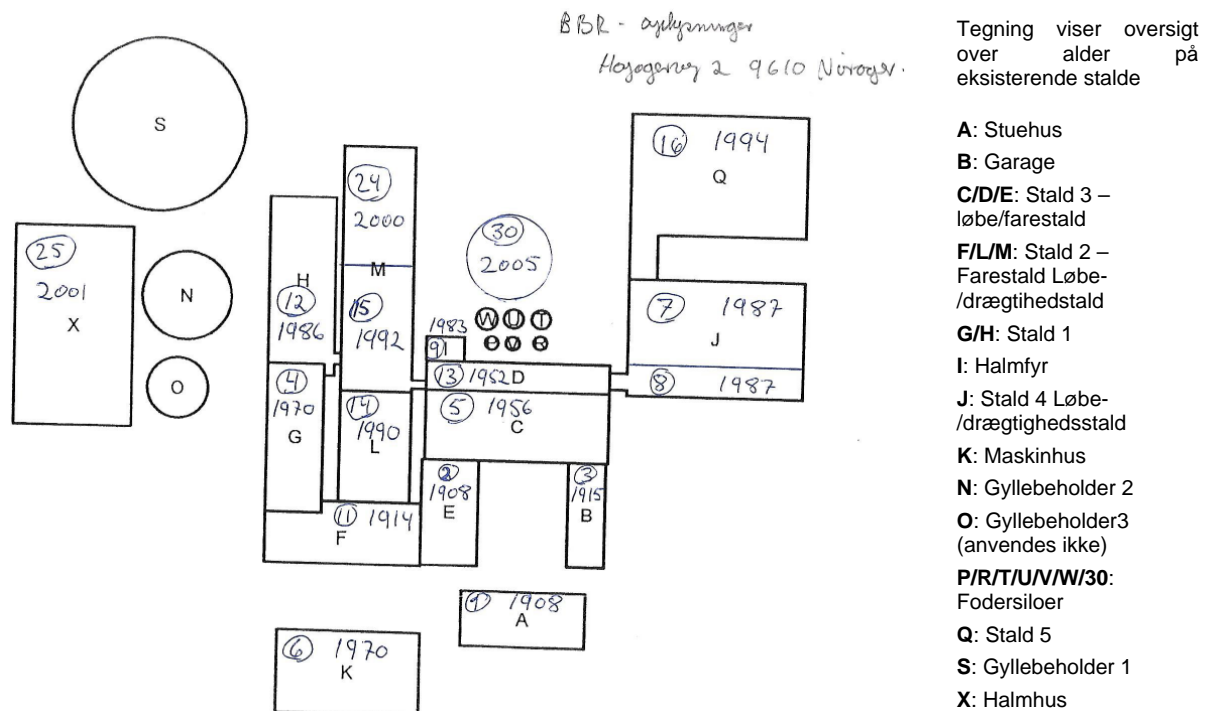 BBR - oplysninger
2 9610 Nørager.
S
16 1994
Q
24
2000
M
15
1992
H
12
1986
30
2005
25
2001
X
N
O
7 1987
J
8 1987
1983
9 I
W U T
P V R
13 1952 D
5 1956
C
4
1970
G
14
1990
L
2
1908
E
3
1915
B
11 1914
F
1 1908
A
6 1970
K
Tegning viser oversigt
over alder på
eksisterende stalde
A: Stuehus
B: Garage
C/D/E: Stald 3 –
løbe/farestald
F/L/M: Stald 2 –
Farestald Løbe-
/drægtihedstald
G/H: Stald 1
I: Halmfyr
J: Stald 4 Løbe-
/drægtighedsstald
K: Maskinhus
N: Gyllebeholder 2
O: Gyllebeholder3
(anvendes ikke)
P/R/T/U/V/W/30:
Fodersiloer
Q: Stald 5
S: Gyllebeholder 1
X: Halmhus